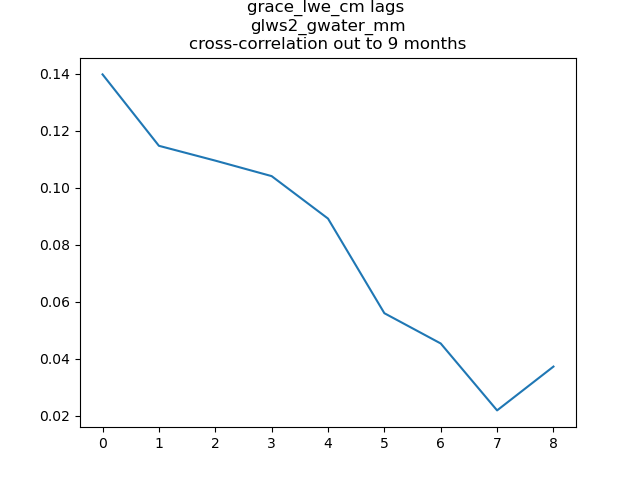 grace_lwe_cm lags
glws2_gwater_mm
cross-correlation out to 9 months
0.14
0.12
0.10
0.08
0.06
0.04
0.02
0 1 2 3 4 5 6 7 8